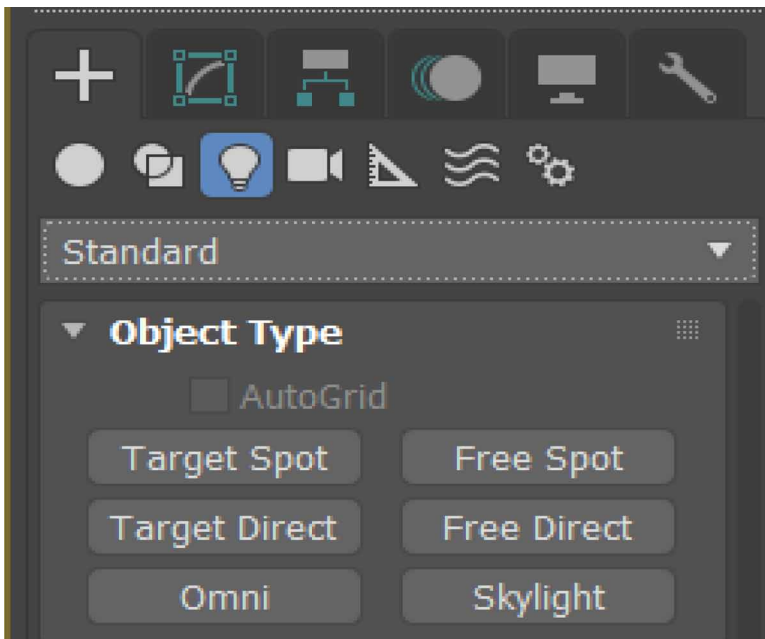 Standard
Object Type
AutoGrid
Target Spot Free Spot
Target Direct Free Direct
Omni Skylight